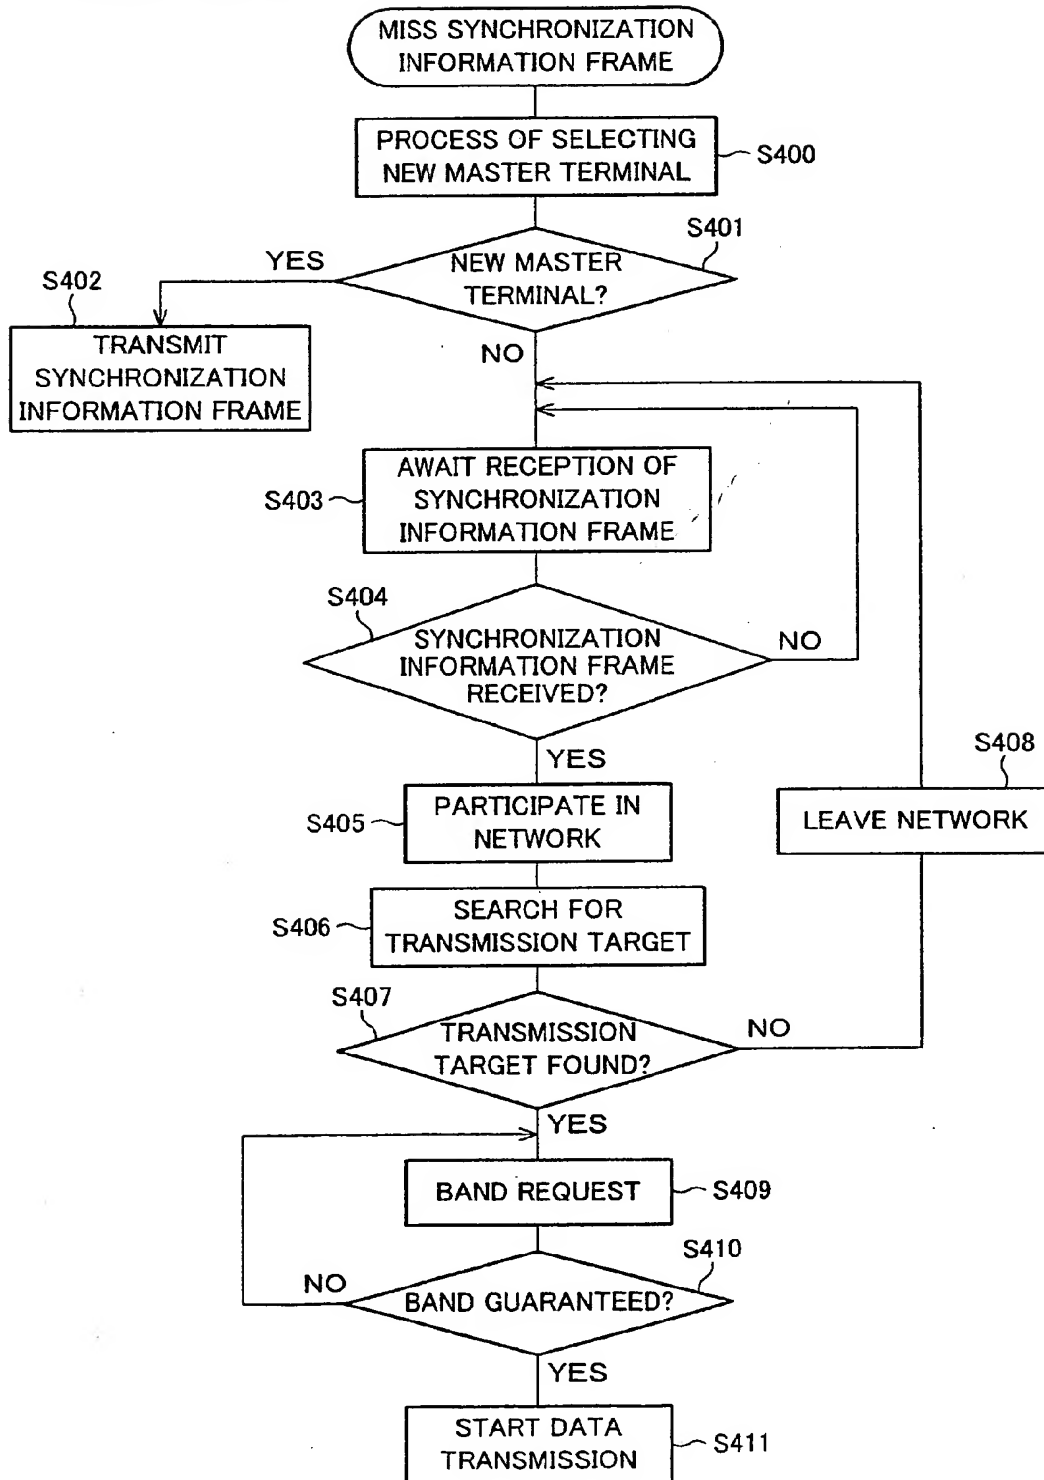 MISS SYNCHRONIZATION
INFORMATION FRAME
PROCESS OF SELECTING
NEW MASTER TERMINAL
S400
S401
YES
NEW MASTER
TERMINAL?
S402
TRANSMIT
SYNCHRONIZATION
INFORMATION FRAME
NO
AWAIT RECEPTION OF
SYNCHRONIZATION
INFORMATION FRAME
S403
S404
SYNCHRONIZATION
INFORMATION FRAME
RECEIVED?
NO
YES
S408
PARTICIPATE IN
NETWORK
S405
LEAVE NETWORK
SEARCH FOR
TRANSMISSION TARGET
S406
S407
TRANSMISSION
TARGET FOUND?
NO
YES
BAND REQUEST
S409
S410
NO
BAND GUARANTEED?
YES
START DATA
TRANSMISSION
S411